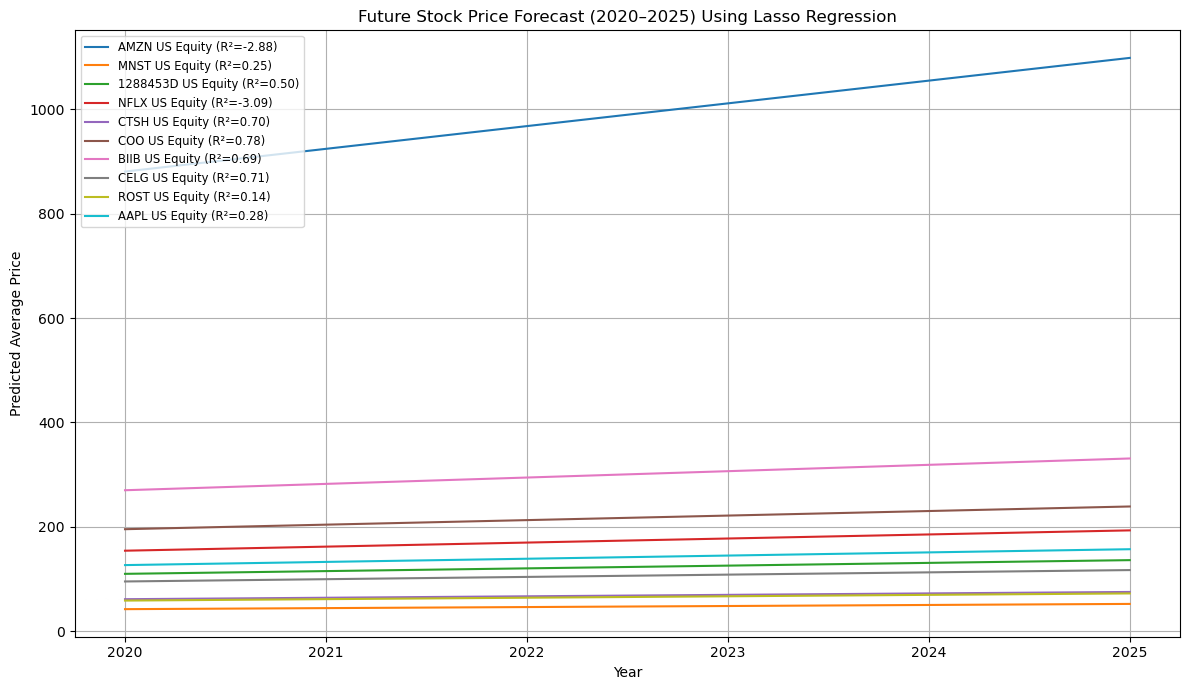 Future Stock Price Forecast (2020–2025) Using Lasso Regression
AMZN US Equity (R²=-2.88)
MNST US Equity (R²=0.25)
1288453D US Equity (R²=0.50)
NFLX US Equity (R²=-3.09)
CTSH US Equity (R²=0.70)
COO US Equity (R²=0.78)
BIIB US Equity (R²=0.69)
CELG US Equity (R²=0.71)
ROST US Equity (R²=0.14)
AAPL US Equity (R²=0.28)
Predicted Average Price
1000
800
600
400
200
0
2020
2021
2022
2023
2024
2025
Year